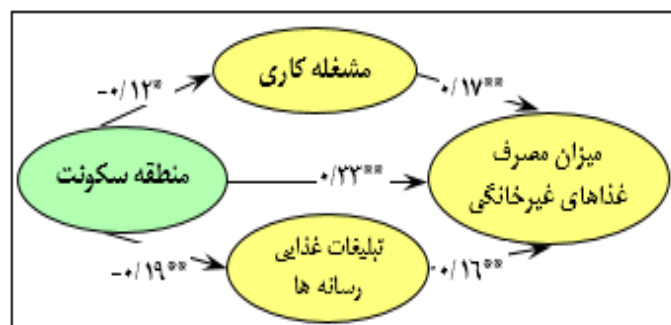 مشغله کاری
-۰/۱۲*
۰/۱۷**
منطقه سکونت
۰/۲۳**
میزان مصرف
غذاهای غیرخانگی
تبلیغات غذایی
رسانه ها
-۰/۱۹**
۰/۱۶**